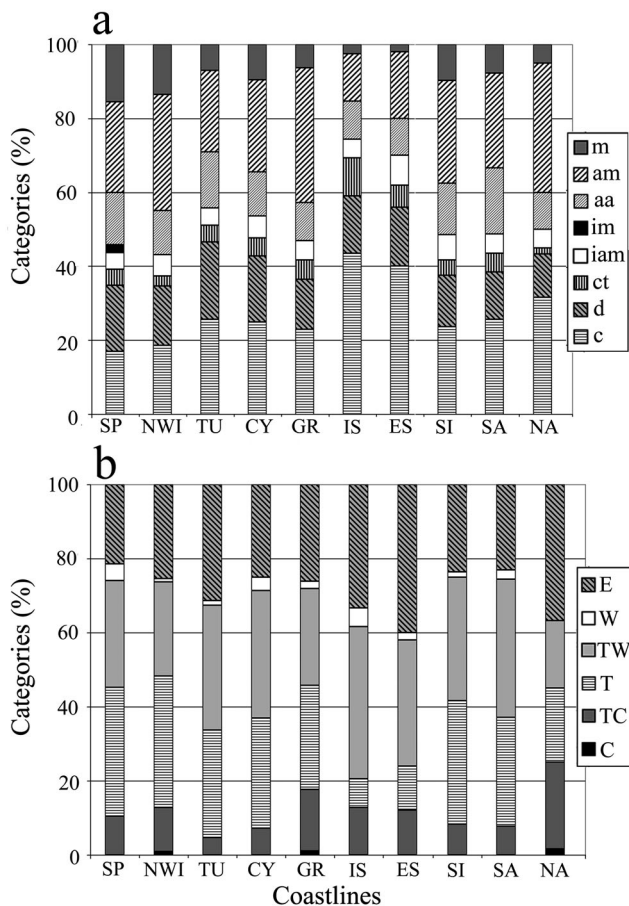 a
100
80
60
40
20
0
Categories (%)
m
am
aa
im
iam
ct
d
c
SP NWI TU CY GR IS ES SI SA NA
b
100
80
60
40
20
0
Categories (%)
E
W
TW
T
TC
C
SP NWI TU CY GR IS ES SI SA NA
Coastlines